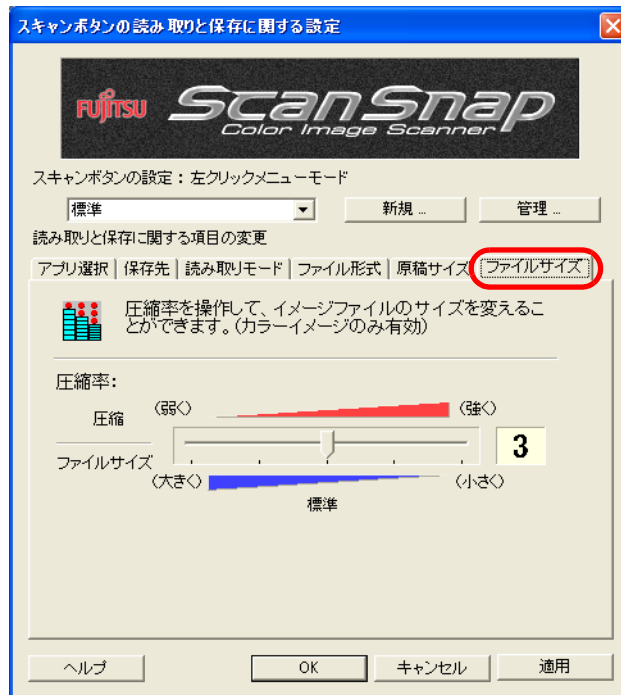 スキャンボタンの読み取りと保存に関する設定
FUJITSU ScanSnap
Color Image Scanner
スキャンボタンの設定：左クリックメニューモード
標準 新規 ... 管理 ...
読み取りと保存に関する項目の変更
アプリ選択 保存先 読み取りモード ファイル形式 原稿サイズ ファイルサイズ
圧縮率を操作して、イメージファイルのサイズを変えるこ
とができます。(カラーイメージのみ有効)
圧縮率：
圧縮 (弱く) (強く)
3
ファイルサイズ
(大きく) (小さく)
標準
ヘルプ OK キャンセル 適用